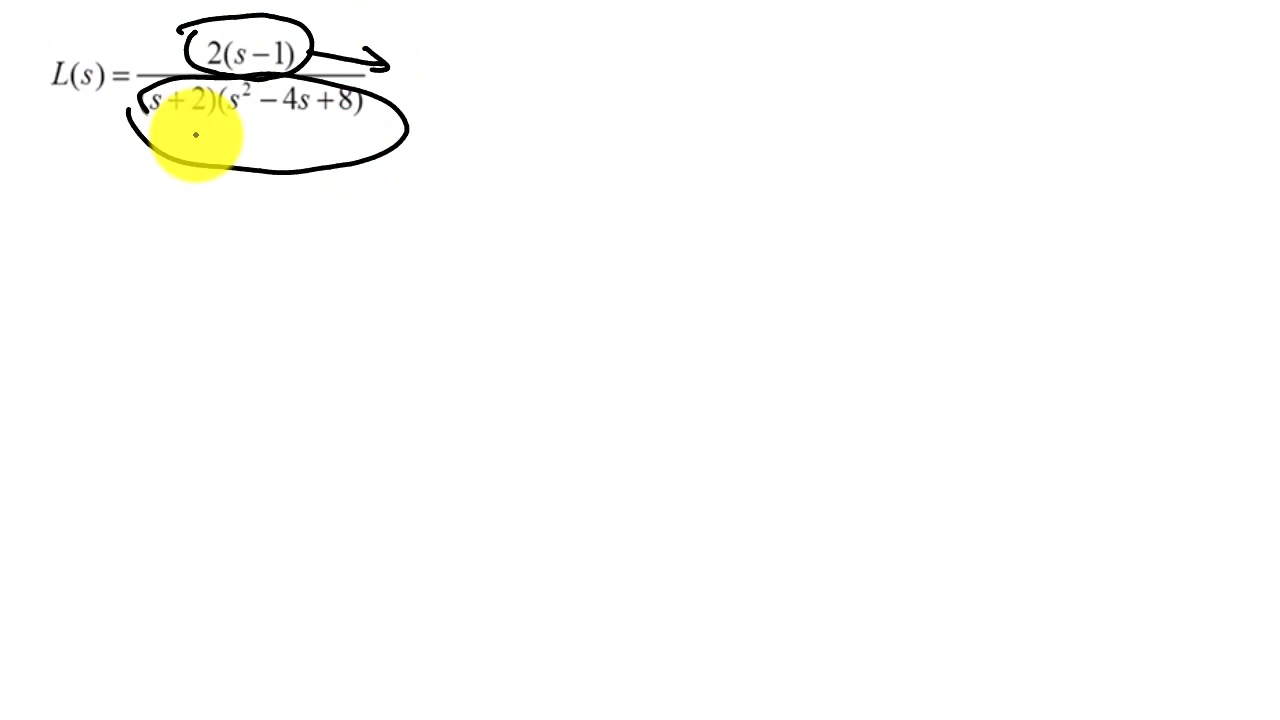 L(s) = 2(s−1)
(s+2)(s² − 4s + 8)